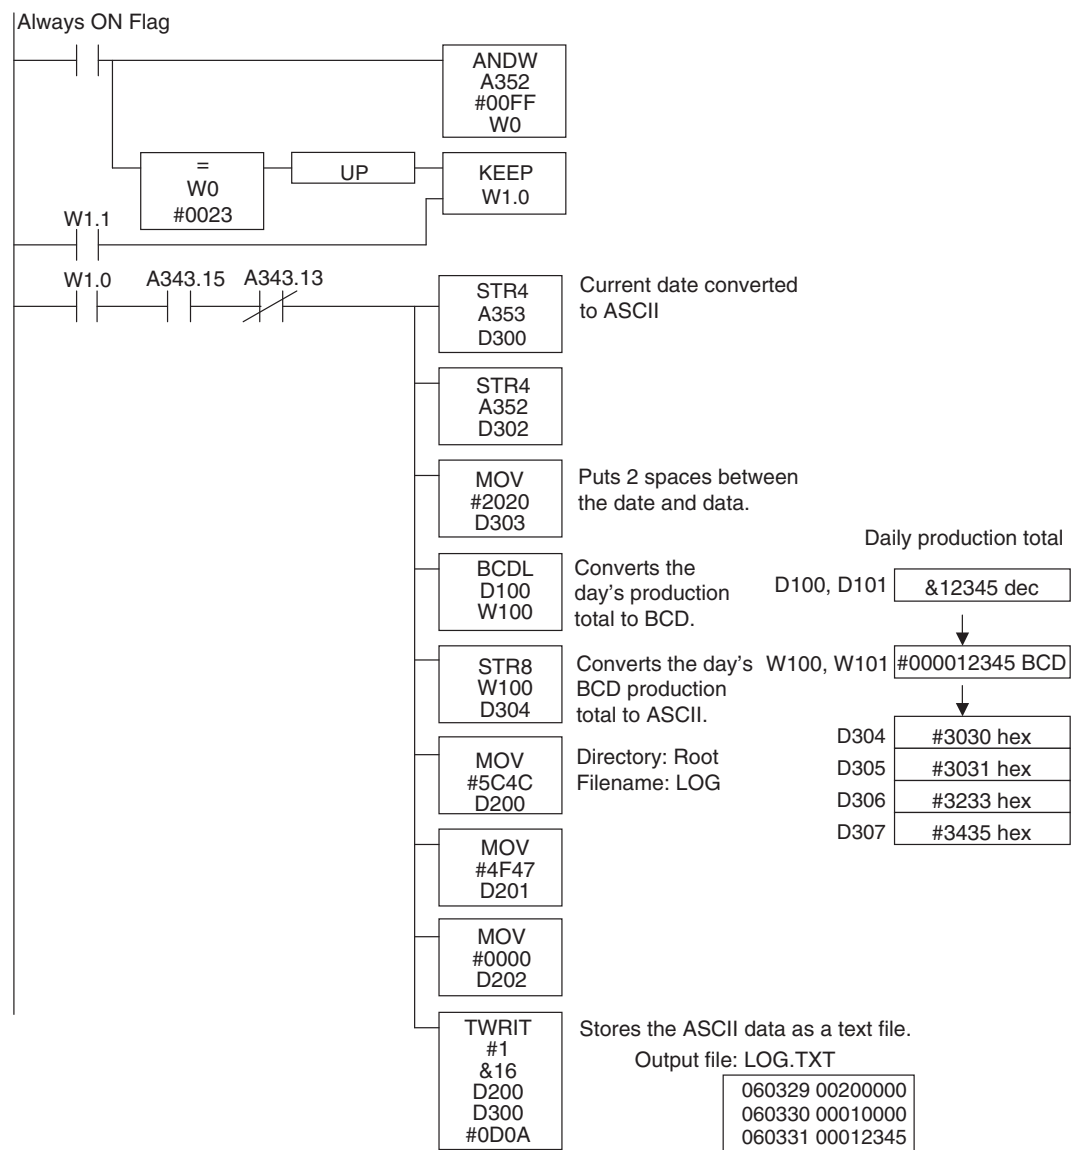 Always ON Flag
ANDW
A352
#00FF
W0
=
W0
#0023
UP
KEEP
W1.0
W1.1
W1.0
A343.15
A343.13
STR4
A353
D300
Current date converted
to ASCII
STR4
A352
D302
MOV
#2020
D303
Puts 2 spaces between
the date and data.
BCDL
D100
W100
Converts the
day's production
total to BCD.
Daily production total
D100, D101
&12345 dec
STR8
W100
D304
Converts the day's
BCD production
total to ASCII.
W100, W101
#000012345 BCD
D304
#3030 hex
D305
#3031 hex
D306
#3233 hex
D307
#3435 hex
MOV
#5C4C
D200
Directory: Root
Filename: LOG
MOV
#4F47
D201
MOV
#0000
D202
TWRIT
#1
&16
D200
D300
#0D0A
Stores the ASCII data as a text file.
Output file: LOG.TXT
060329 00200000
060330 00010000
060331 00012345